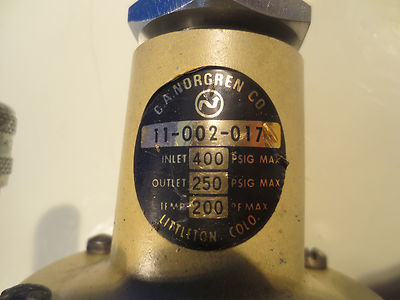 C.A. NORGREN CO.
11-002-017
INLET 400 PSIG MAX
OUTLET 250 PSIG MAX
TEMP 200 °F MAX
LITTLETON, COLO.